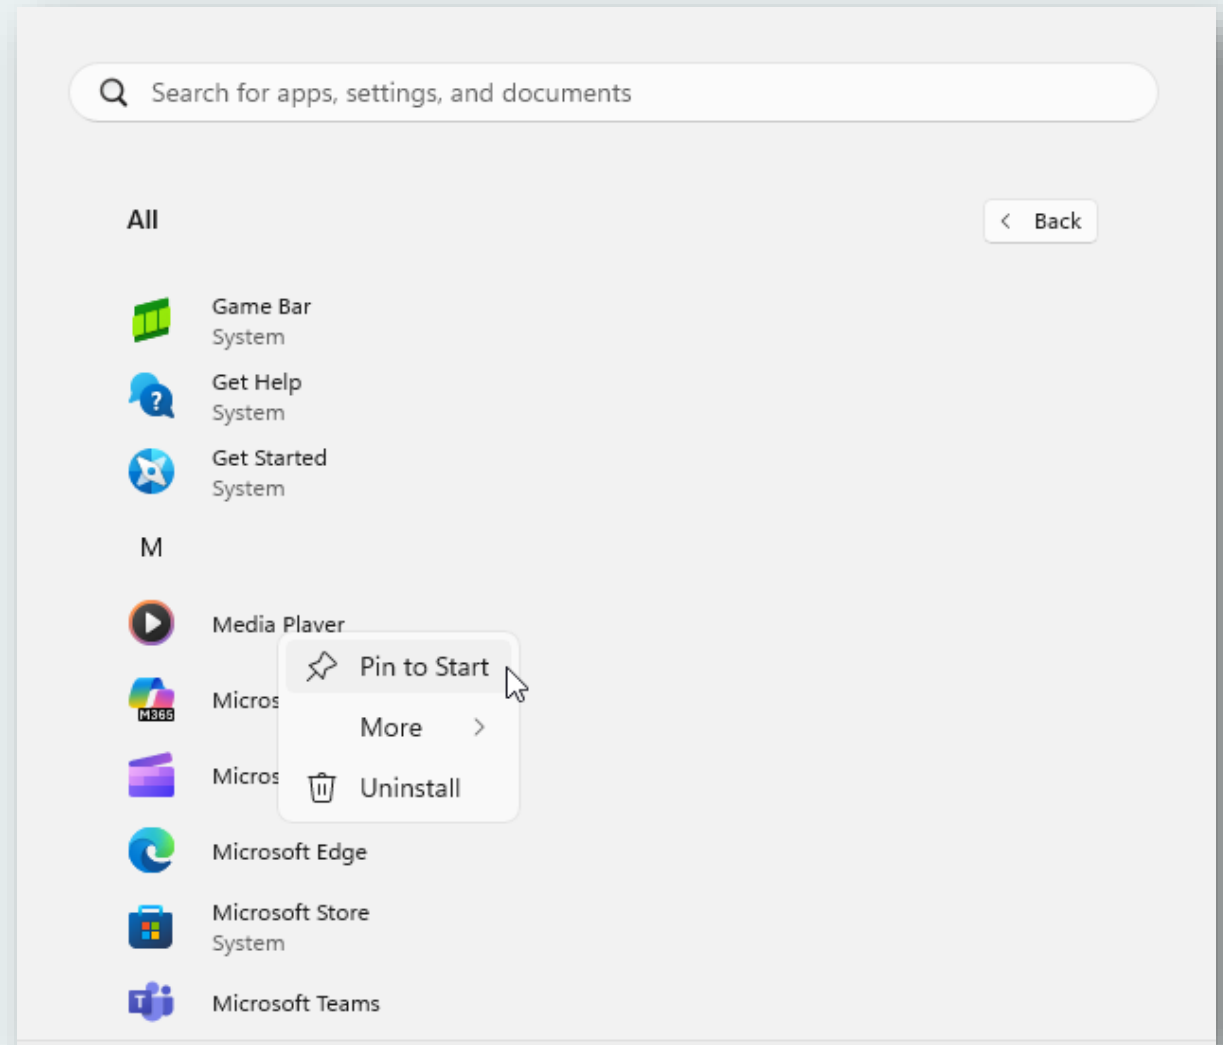 Search for apps, settings, and documents
All
Back
Game Bar
System
Get Help
System
Get Started
System
M
Media Player
Pin to Start
M365
Micros
More
Micros
Uninstall
Microsoft Edge
Microsoft Store
System
Microsoft Teams